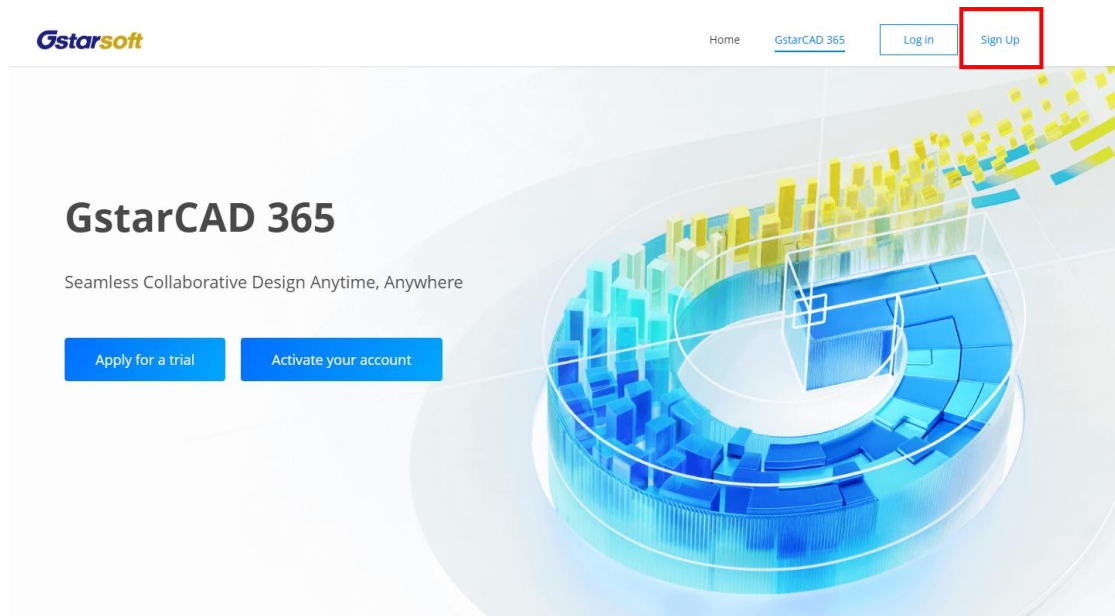 Gstarsoft
Home GstarCAD 365 Log in Sign Up
GstarCAD 365
Seamless Collaborative Design Anytime, Anywhere
Apply for a trial Activate your account